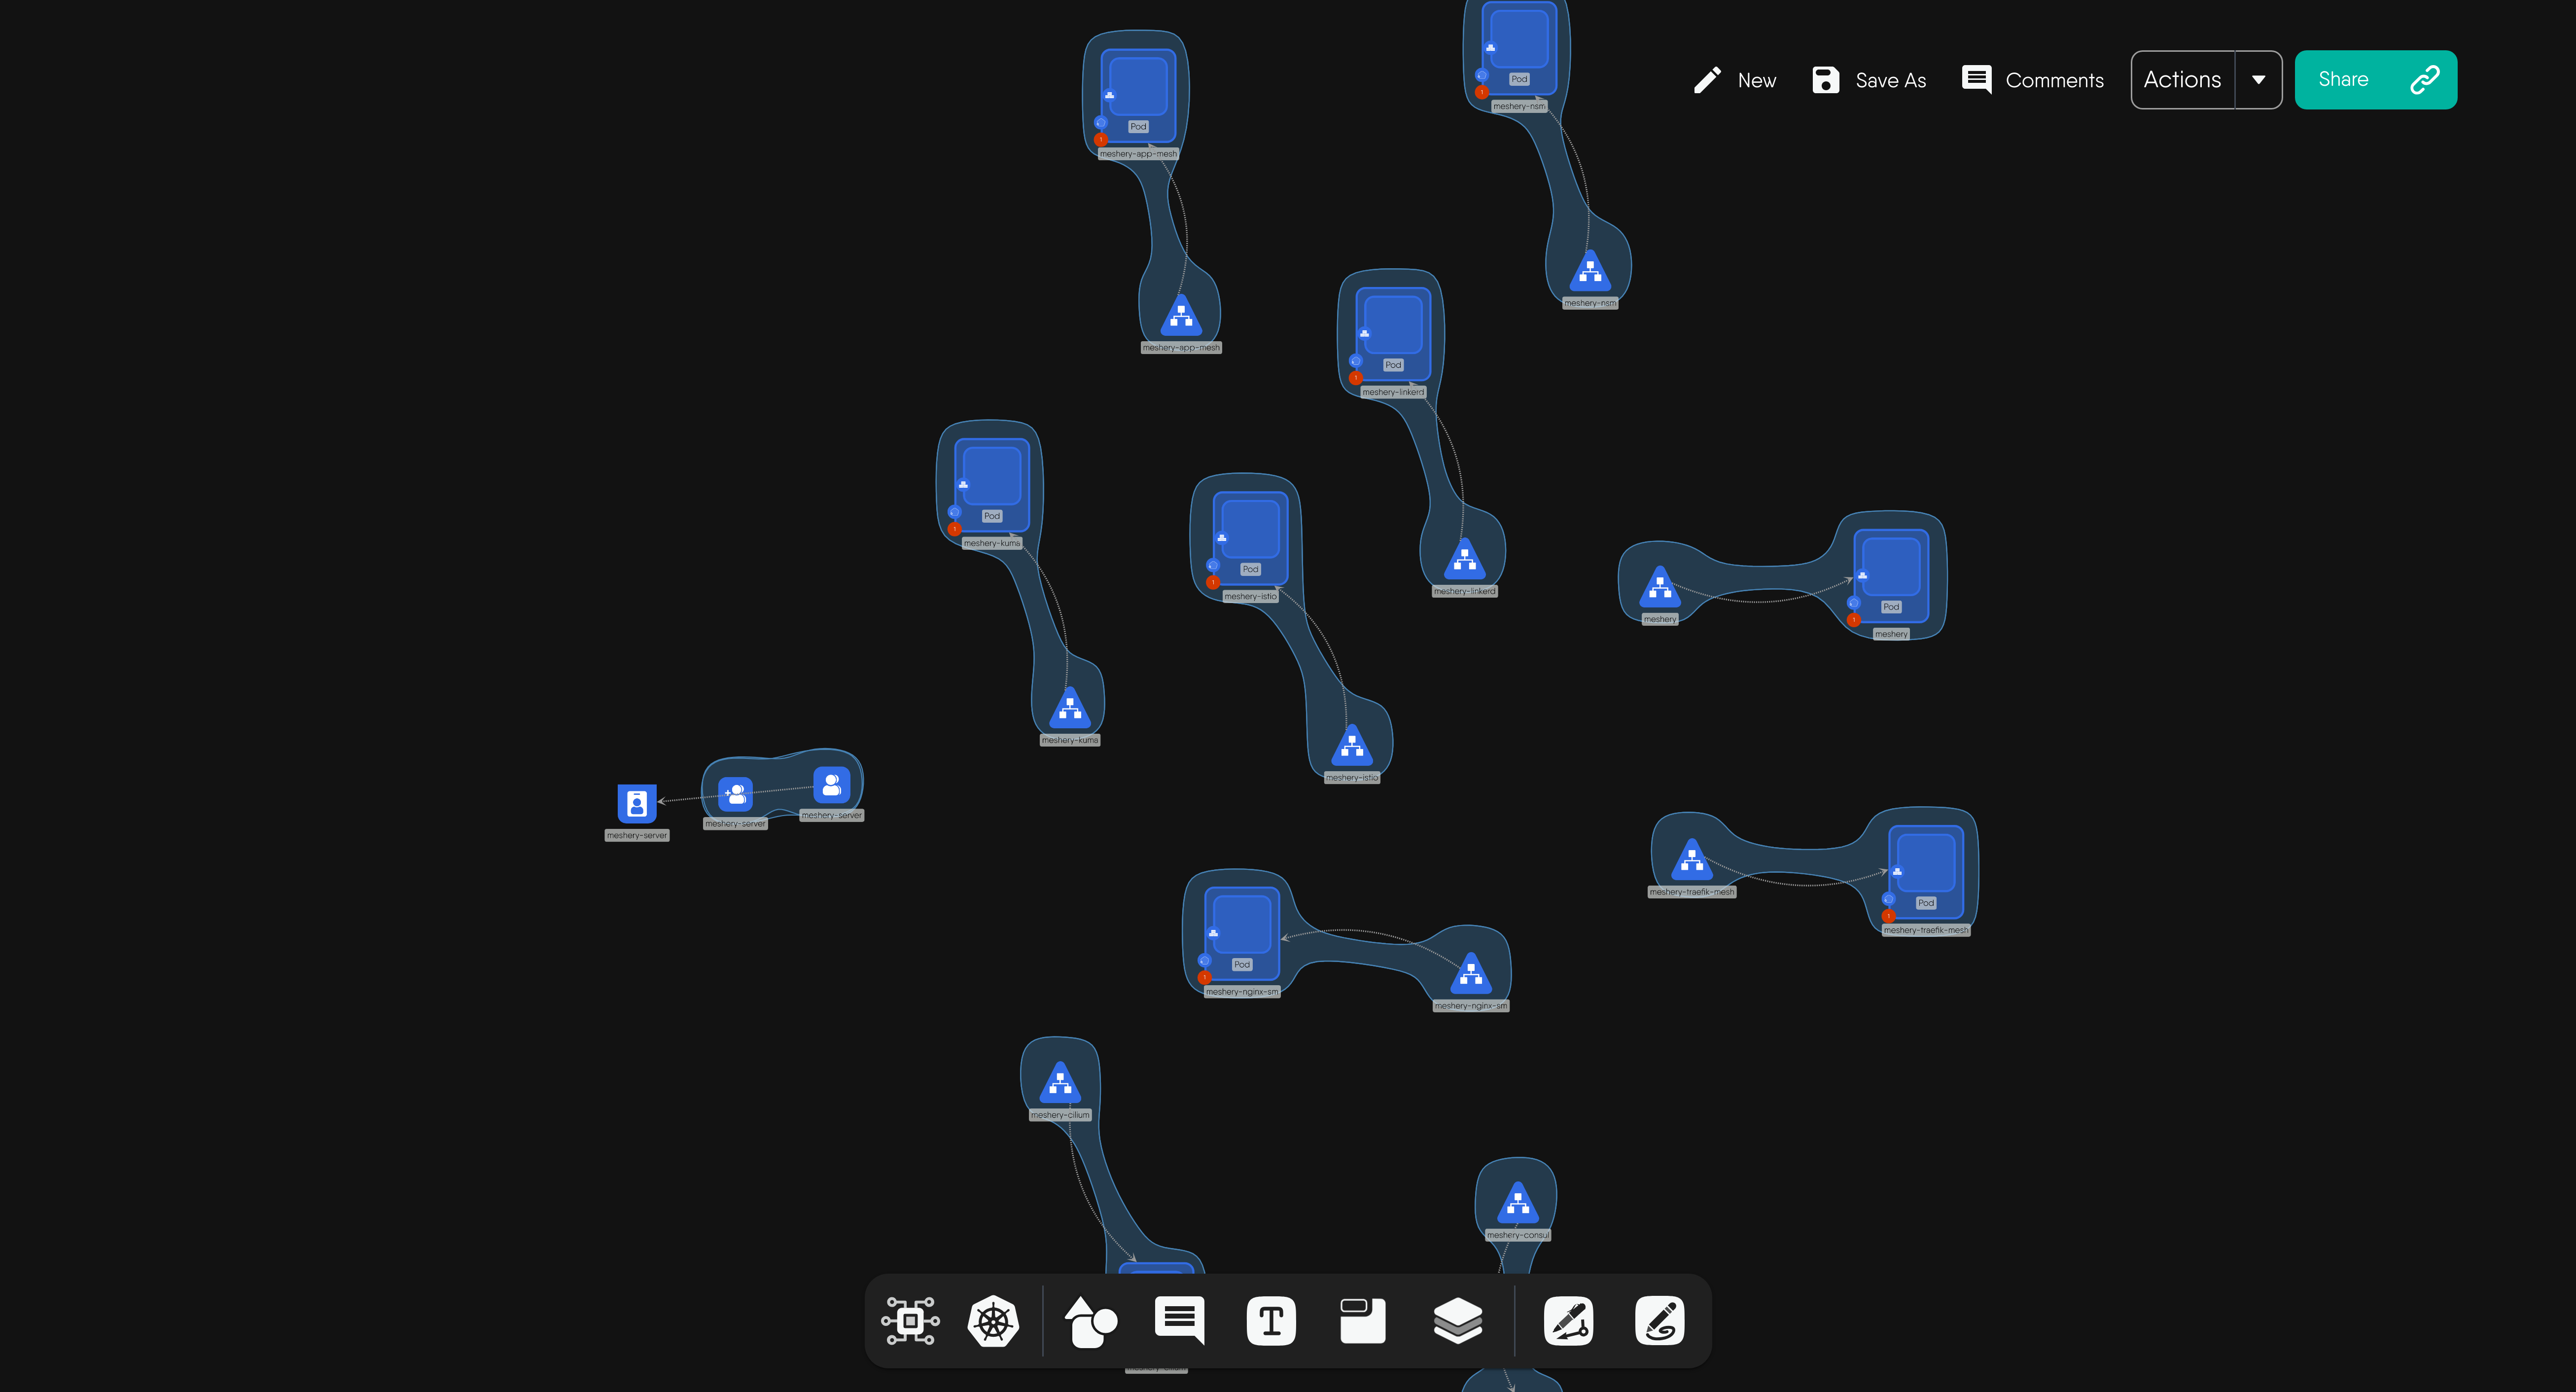 Pod
meshery-nsm
New
Save As
Comments
Actions
Share
Pod
meshery-app-mesh
meshery-nsm
meshery-app-mesh
Pod
meshery-linkerd
Pod
meshery-kuma
Pod
meshery-istio
meshery-linkerd
meshery
Pod
meshery
meshery-kuma
meshery-istio
meshery-server
meshery-server
meshery-server
meshery-traefik-mesh
Pod
meshery-traefik-mesh
Pod
meshery-nginx-sm
meshery-nginx-sm
meshery-cilium
meshery-consul
T